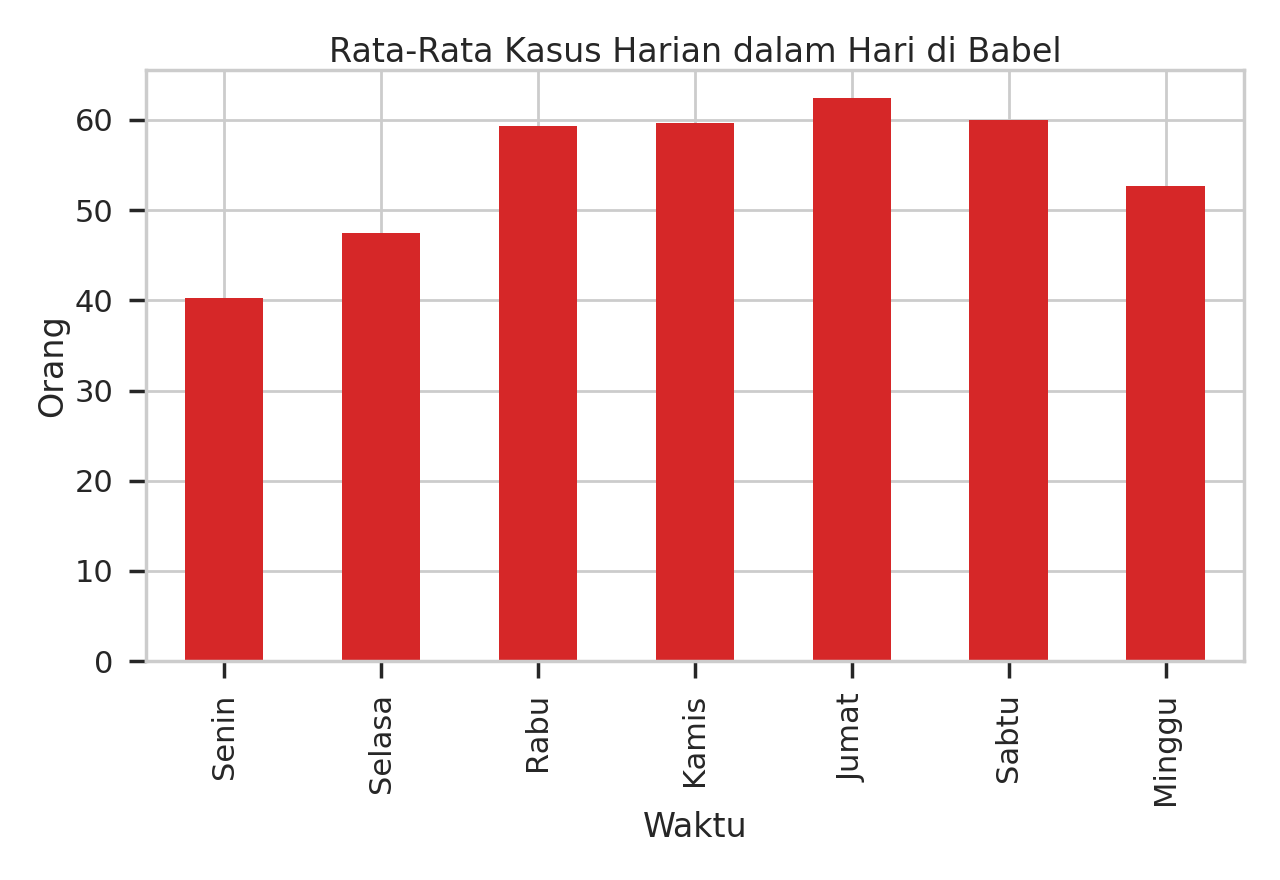 Rata-Rata Kasus Harian dalam Hari di Babel
Orang
60
50
40
30
20
10
0
Senin
Selasa
Rabu
Kamis
Jumat
Sabtu
Minggu
Waktu